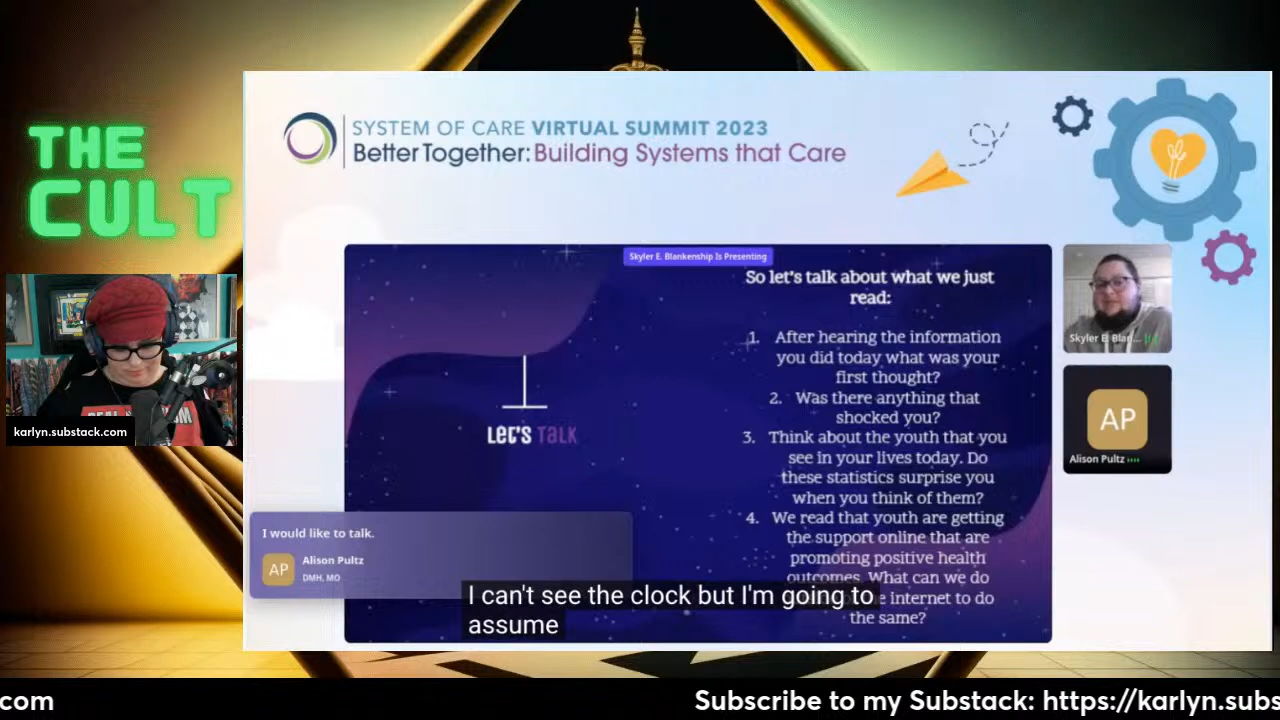 THE
CULT
karlyn.substack.com
SYSTEM OF CARE VIRTUAL SUMMIT 2023
Better Together: Building Systems that Care
Skyler E. Blankenship Is Presenting
So let's talk about what we just
read:
1. After hearing the information
you did today what was your
first thought?
2. Was there anything that
shocked you?
3. Think about the youth that you
see in your lives today. Do
these statistics surprise you
when you think of them?
4. We read that youth are getting
the support online that are
promoting positive health
outcomes. What can we do
internet to do
the same?
Let's TALK
Skyler E. Blan...
AP
Alison Pultz
I would like to talk.
AP
Alison Pultz
DMH, MO
I can't see the clock but I'm going to
assume
.com
Subscribe to my Substack: https://karlyn.subs